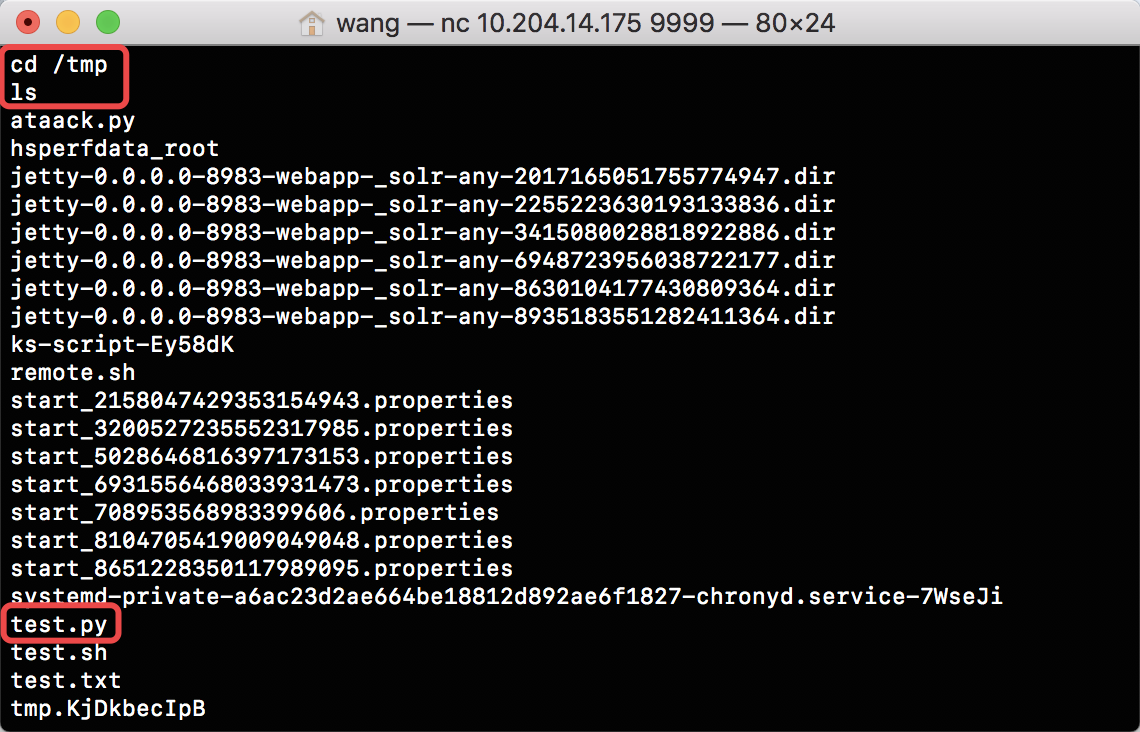 wang — nc 10.204.14.175 9999 — 80×24
cd /tmp
ls
ataack.py
hsperfdata_root
jetty-0.0.0.0-8983-webapp-_solr-any-2017165051755774947.dir
jetty-0.0.0.0-8983-webapp-_solr-any-2255223630193133836.dir
jetty-0.0.0.0-8983-webapp-_solr-any-3415080028818922886.dir
jetty-0.0.0.0-8983-webapp-_solr-any-6948723956038722177.dir
jetty-0.0.0.0-8983-webapp-_solr-any-8630104177430809364.dir
jetty-0.0.0.0-8983-webapp-_solr-any-8935183551282411364.dir
ks-script-Ey58dK
remote.sh
start_2158047429353154943.properties
start_3200527235552317985.properties
start_5028646816397173153.properties
start_6931556468033931473.properties
start_708953568983399606.properties
start_8104705419009049048.properties
start_8651228350117989095.properties
systemd-private-a6ac23d2ae664be18812d892ae6f1827-chronyd.service-7WseJi
test.py
test.sh
test.txt
tmp.KjDkbecIpB